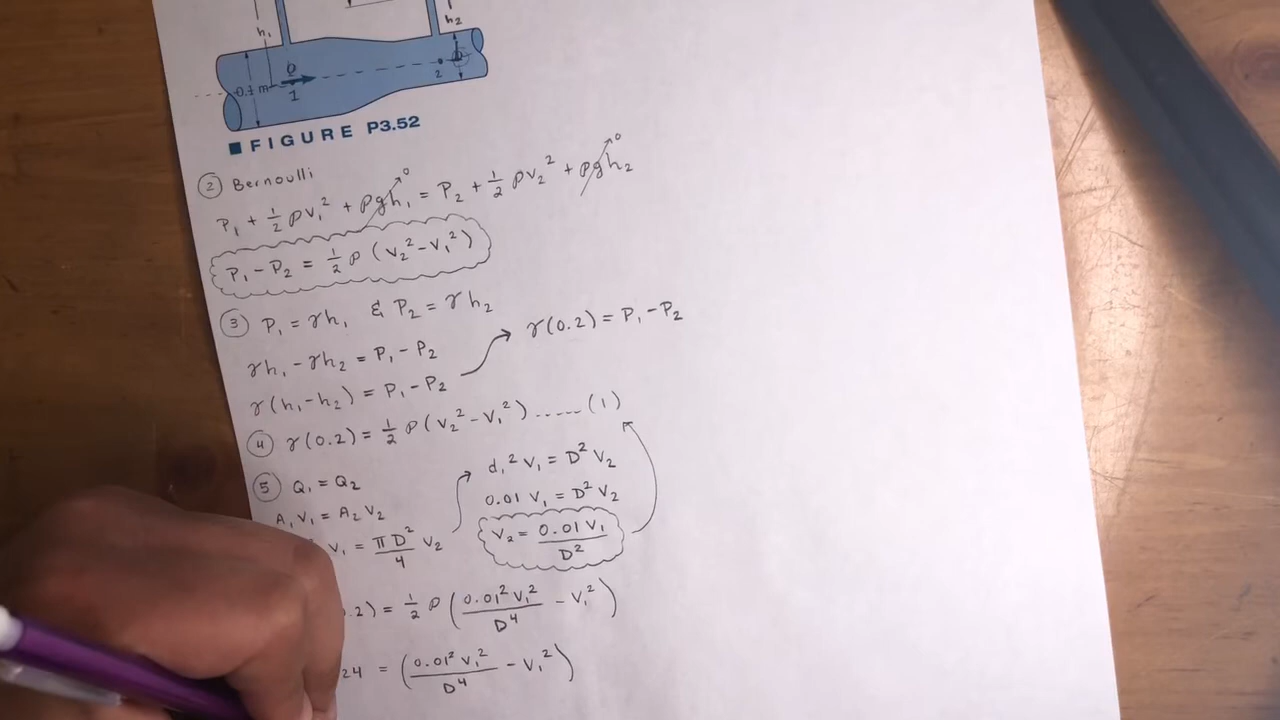 h₁
h₂
Q
0.1 m
1
2
D
FIGURE P3.52
② Bernoulli
P₁ + 1/2 ρV₁² + ρgh₁ → 0 = P₂ + 1/2 ρV₂² + ρgh₂ → 0
P₁ - P₂ = 1/2 ρ (V₂² - V₁²)
③ P₁ = γh₁ & P₂ = γh₂
γh₁ - γh₂ = P₁ - P₂
γ(h₁-h₂) = P₁ - P₂ → γ(0.2) = P₁ - P₂
④ γ(0.2) = 1/2 ρ(V₂² - V₁²) ----- (1)
⑤ Q₁ = Q₂
A₁V₁ = A₂V₂
V₁ = πD²/4 V₂
d₁² V₁ = D² V₂
0.01 V₁ = D² V₂
V₂ = 0.01 V₁/D²
.2) = 1/2 ρ (0.01² V₁²/D⁴ - V₁²)
24 = (0.01² V₁²/D⁴ - V₁²)